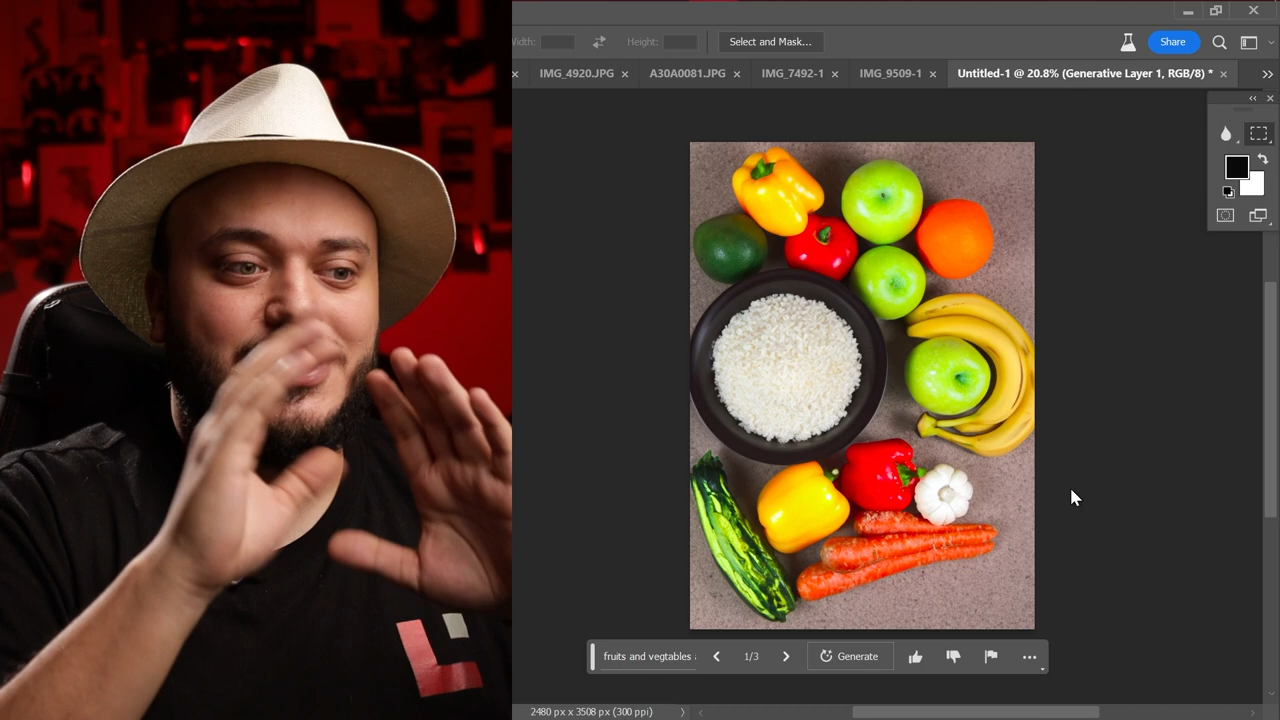 Width:
Height:
Select and Mask...
Share
IMG_4920.JPG
A30A0081.JPG
IMG_7492-1
IMG_9509-1
Untitled-1 @ 20.8% (Generative Layer 1, RGB/8) *
fruits and vegtables
1/3
Generate
2480 px x 3508 px (300 ppi)